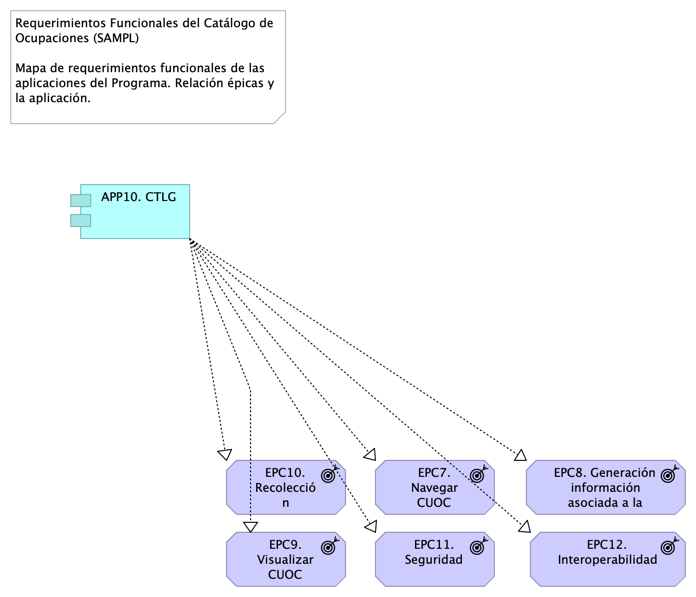 Requerimientos Funcionales del Catálogo de
Ocupaciones (SAMPL)
Mapa de requerimientos funcionales de las
aplicaciones del Programa. Relación épicas y
la aplicación.
APP10. CTLG
EPC10.
Recolecció
n
EPC7.
Navegar
CUOC
EPC8. Generación
información
asociada a la
EPC9.
Visualizar
CUOC
EPC11.
Seguridad
EPC12.
Interoperabilidad